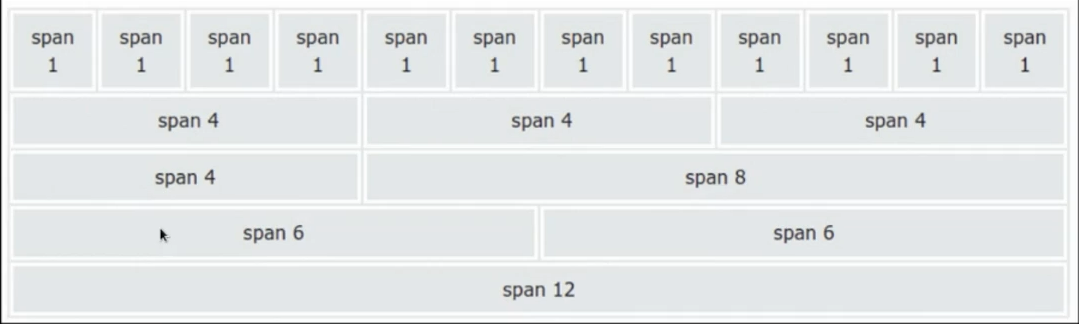 span span span span span span span span span span span span
1 1 1 1 1 1 1 1 1 1 1 1
span 4 span 4 span 4
span 4 span 8
span 6 span 6
span 12